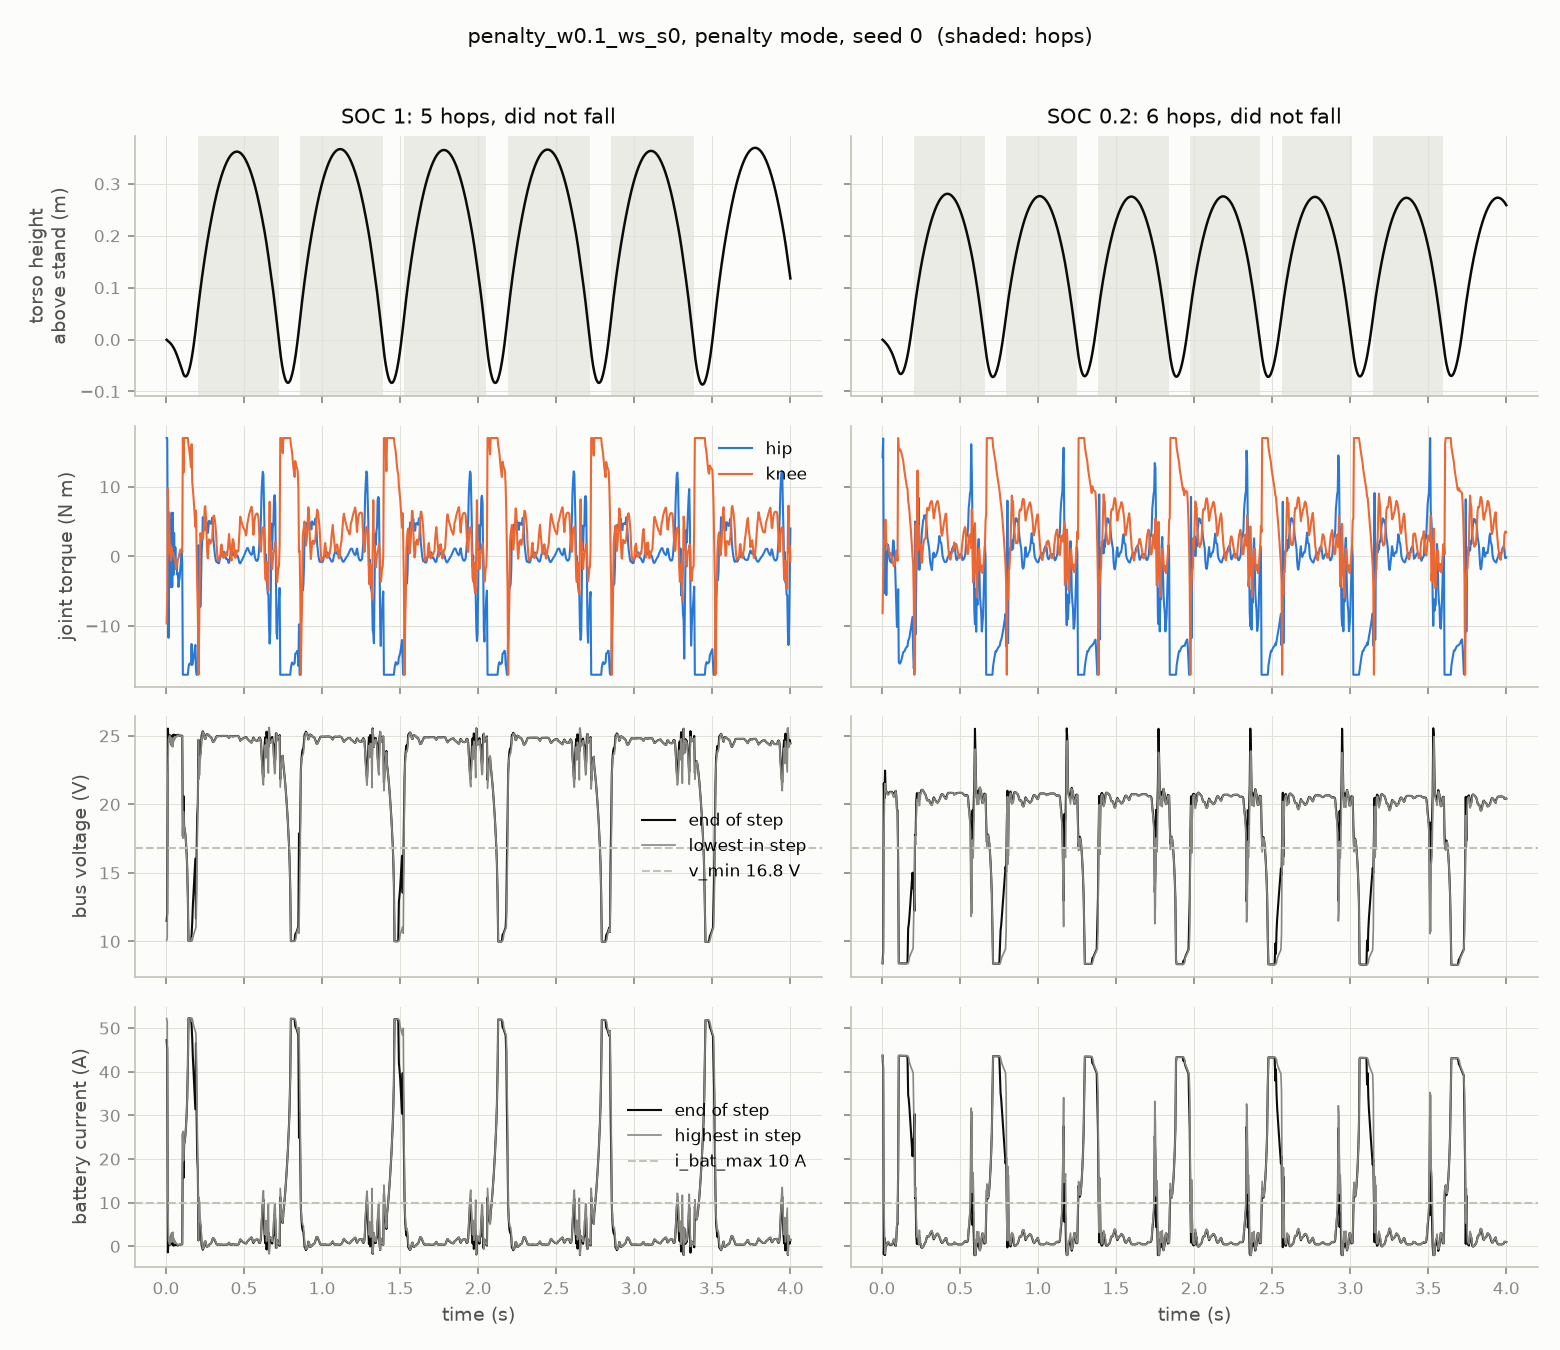 penalty_w0.1_ws_s0, penalty mode, seed 0  (shaded: hops)
SOC 1: 5 hops, did not fall
SOC 0.2: 6 hops, did not fall
torso height
above stand (m)
0.3
0.2
0.1
0.0
−0.1
joint torque (N m)
10
0
−10
hip
knee
bus voltage (V)
25
20
15
10
end of step
lowest in step
v_min 16.8 V
battery current (A)
50
40
30
20
10
0
end of step
highest in step
i_bat_max 10 A
0.0 0.5 1.0 1.5 2.0 2.5 3.0 3.5 4.0
0.0 0.5 1.0 1.5 2.0 2.5 3.0 3.5 4.0
time (s)
time (s)